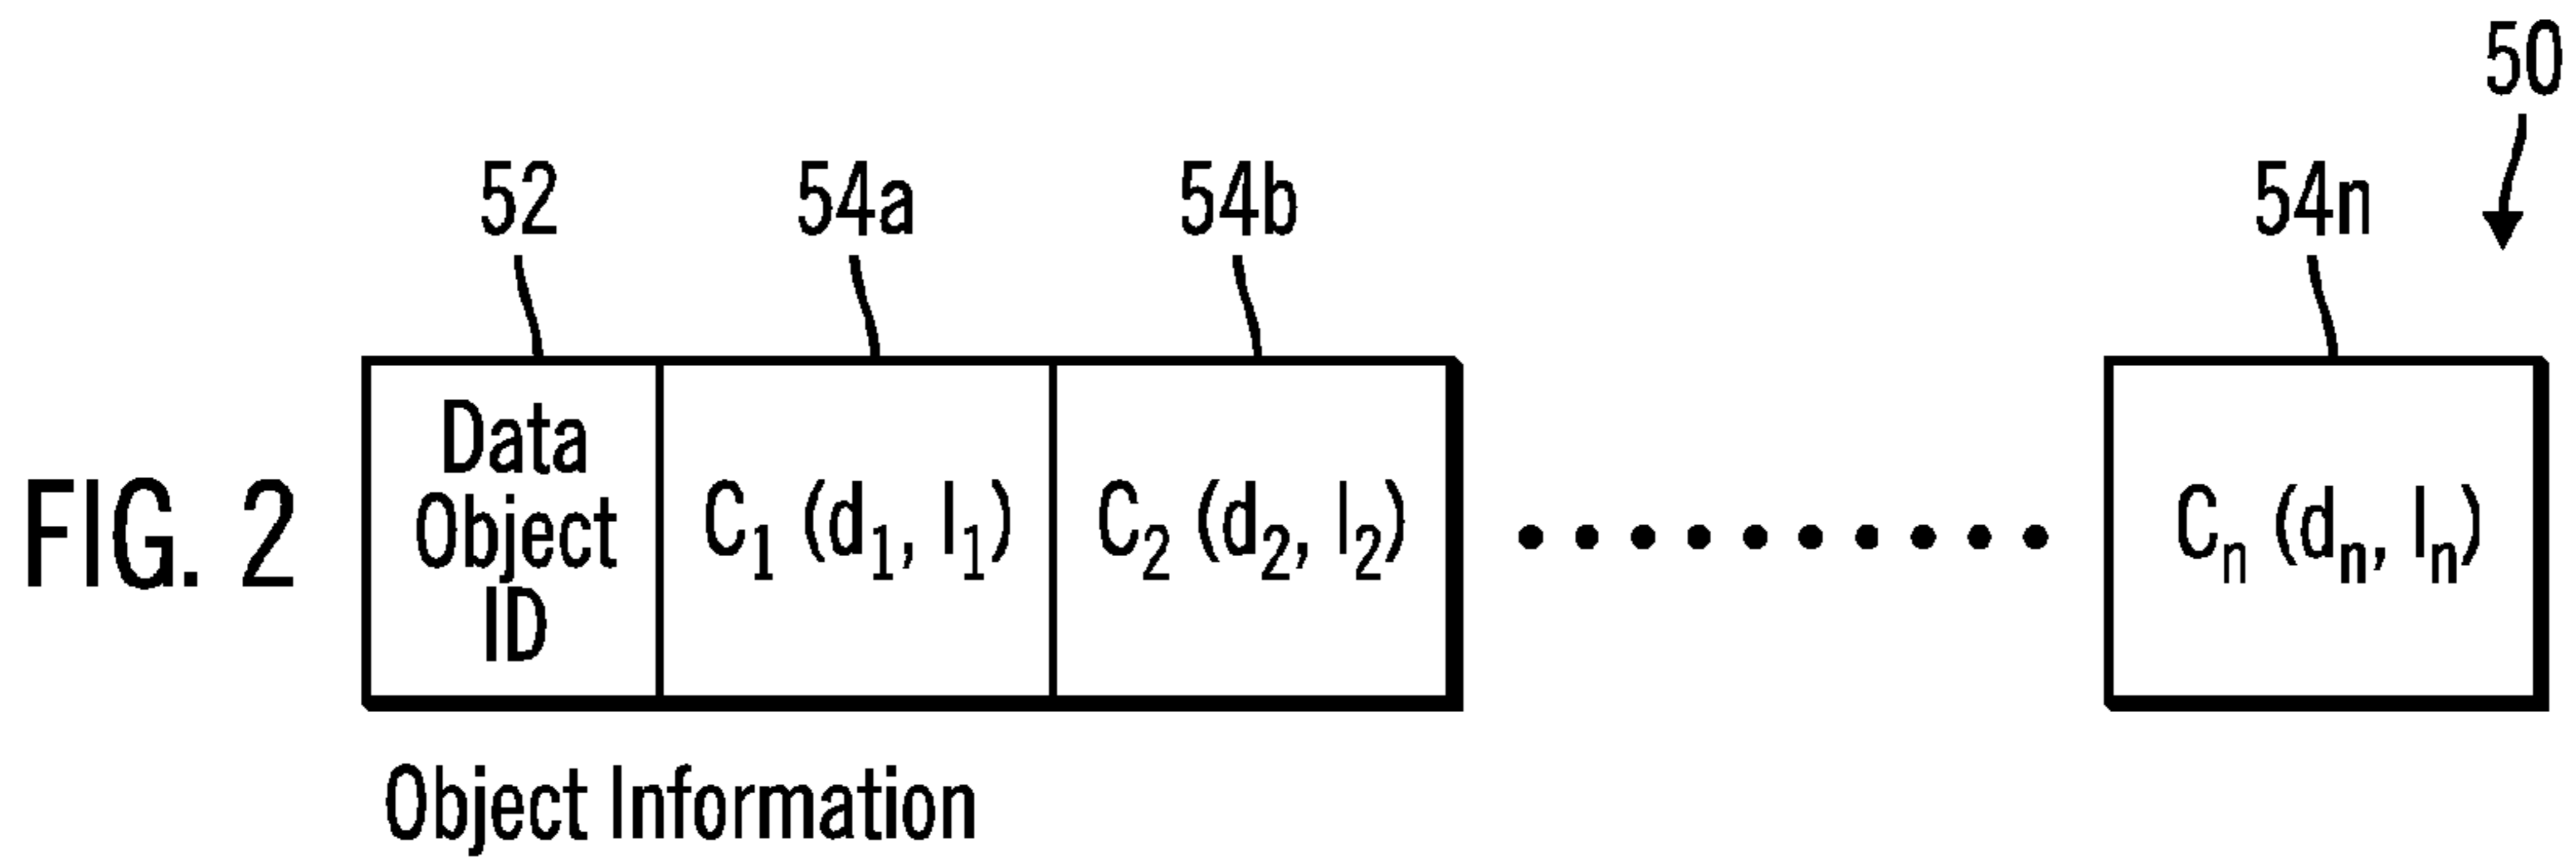 50
52 54a 54b 54n
FIG. 2
Data
Object
ID
C₁ (d₁, l₁) C₂ (d₂, l₂) Cₙ (dₙ, lₙ)
Object Information